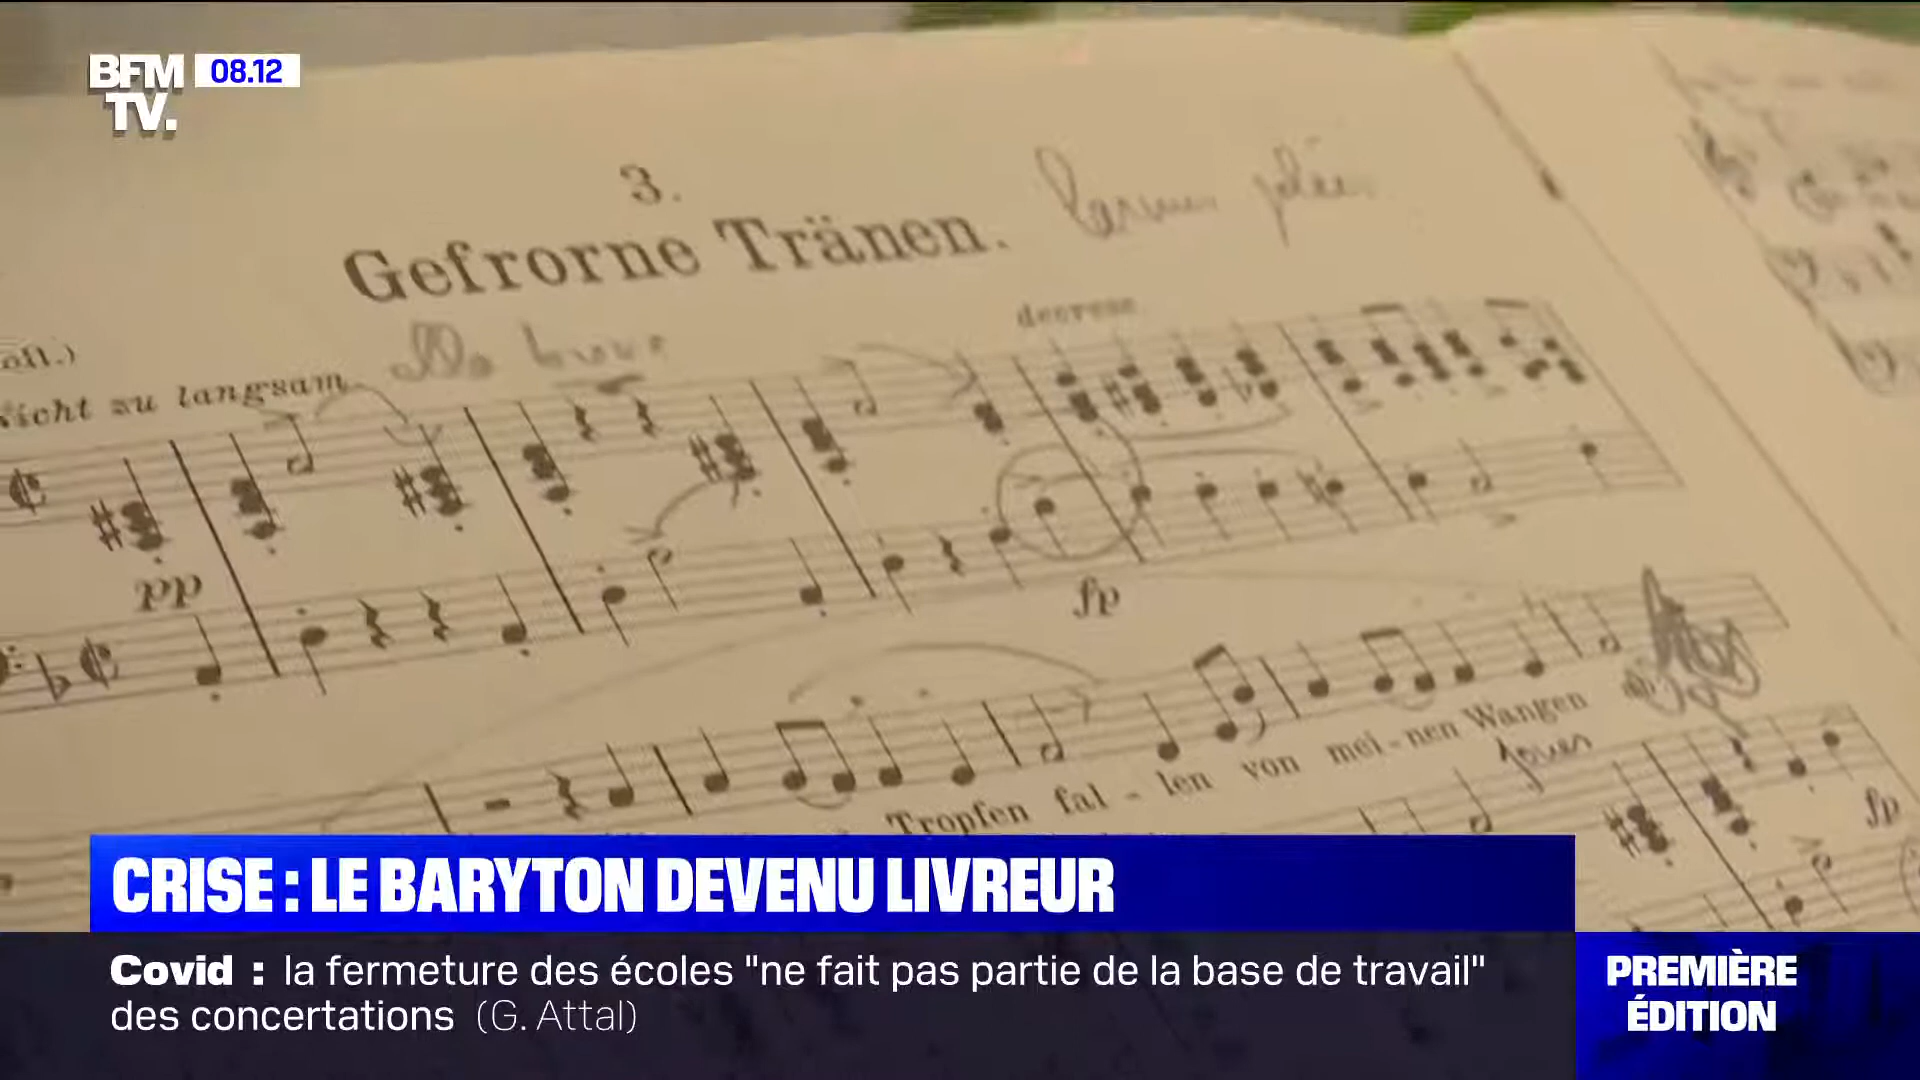 BFM
TV.
08.12
3.
Gefrorne Tränen.
decresc.
Nicht zu langsam.
pp
fp
Tropfen fal - len von mei - nen Wangen ab,
joues
fp
CRISE : LE BARYTON DEVENU LIVREUR
Covid : la fermeture des écoles "ne fait pas partie de la base de travail"
des concertations (G. Attal)
PREMIÈRE
ÉDITION